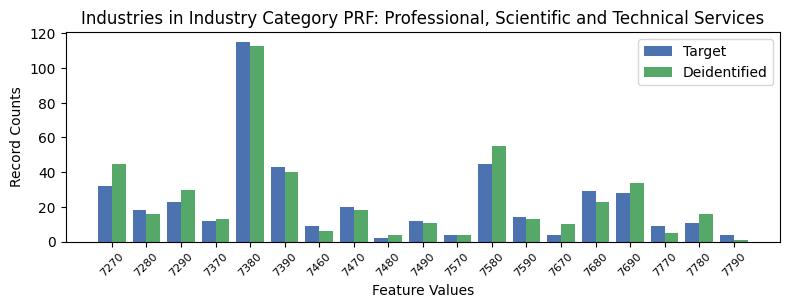 Industries in Industry Category PRF: Professional, Scientific and Technical Services
Target
Deidentified
Record Counts
120
100
80
60
40
20
0
7270 7280 7290 7370 7380 7390 7460 7470 7480 7490 7570 7580 7590 7670 7680 7690 7770 7780 7790
Feature Values